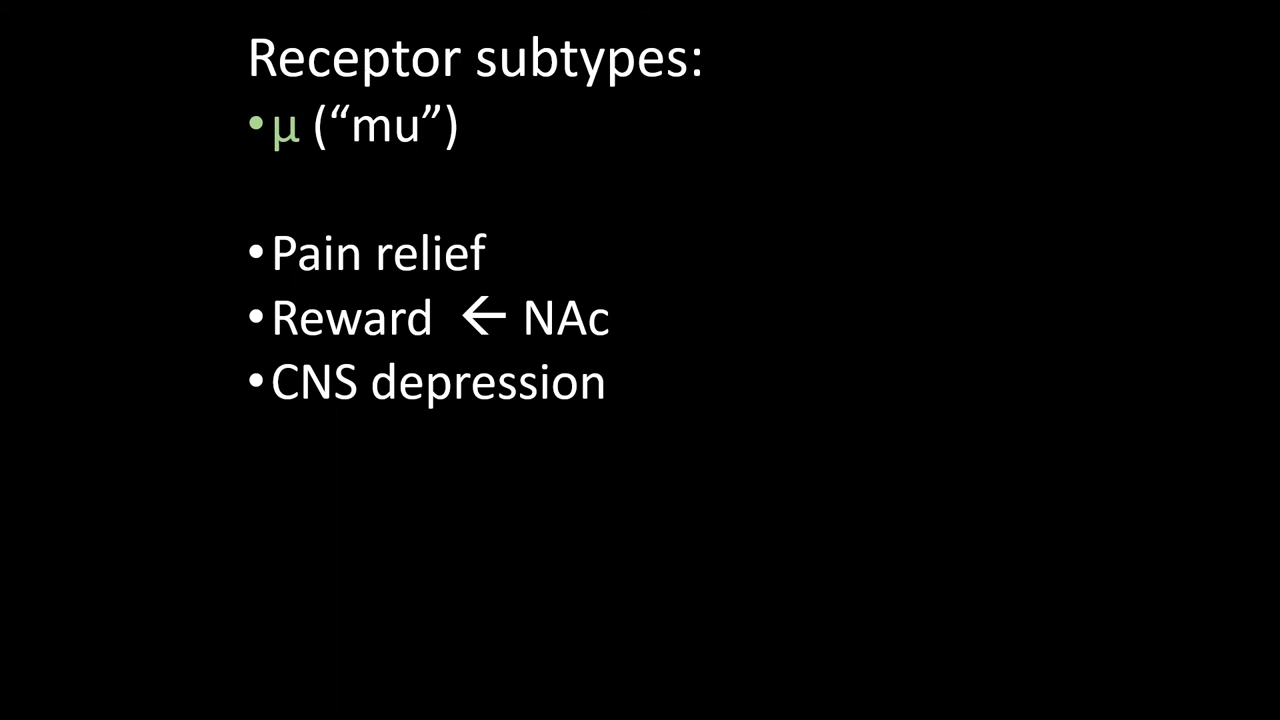 Receptor subtypes:
•µ (“mu”)
•Pain relief
•Reward ← NAc
•CNS depression